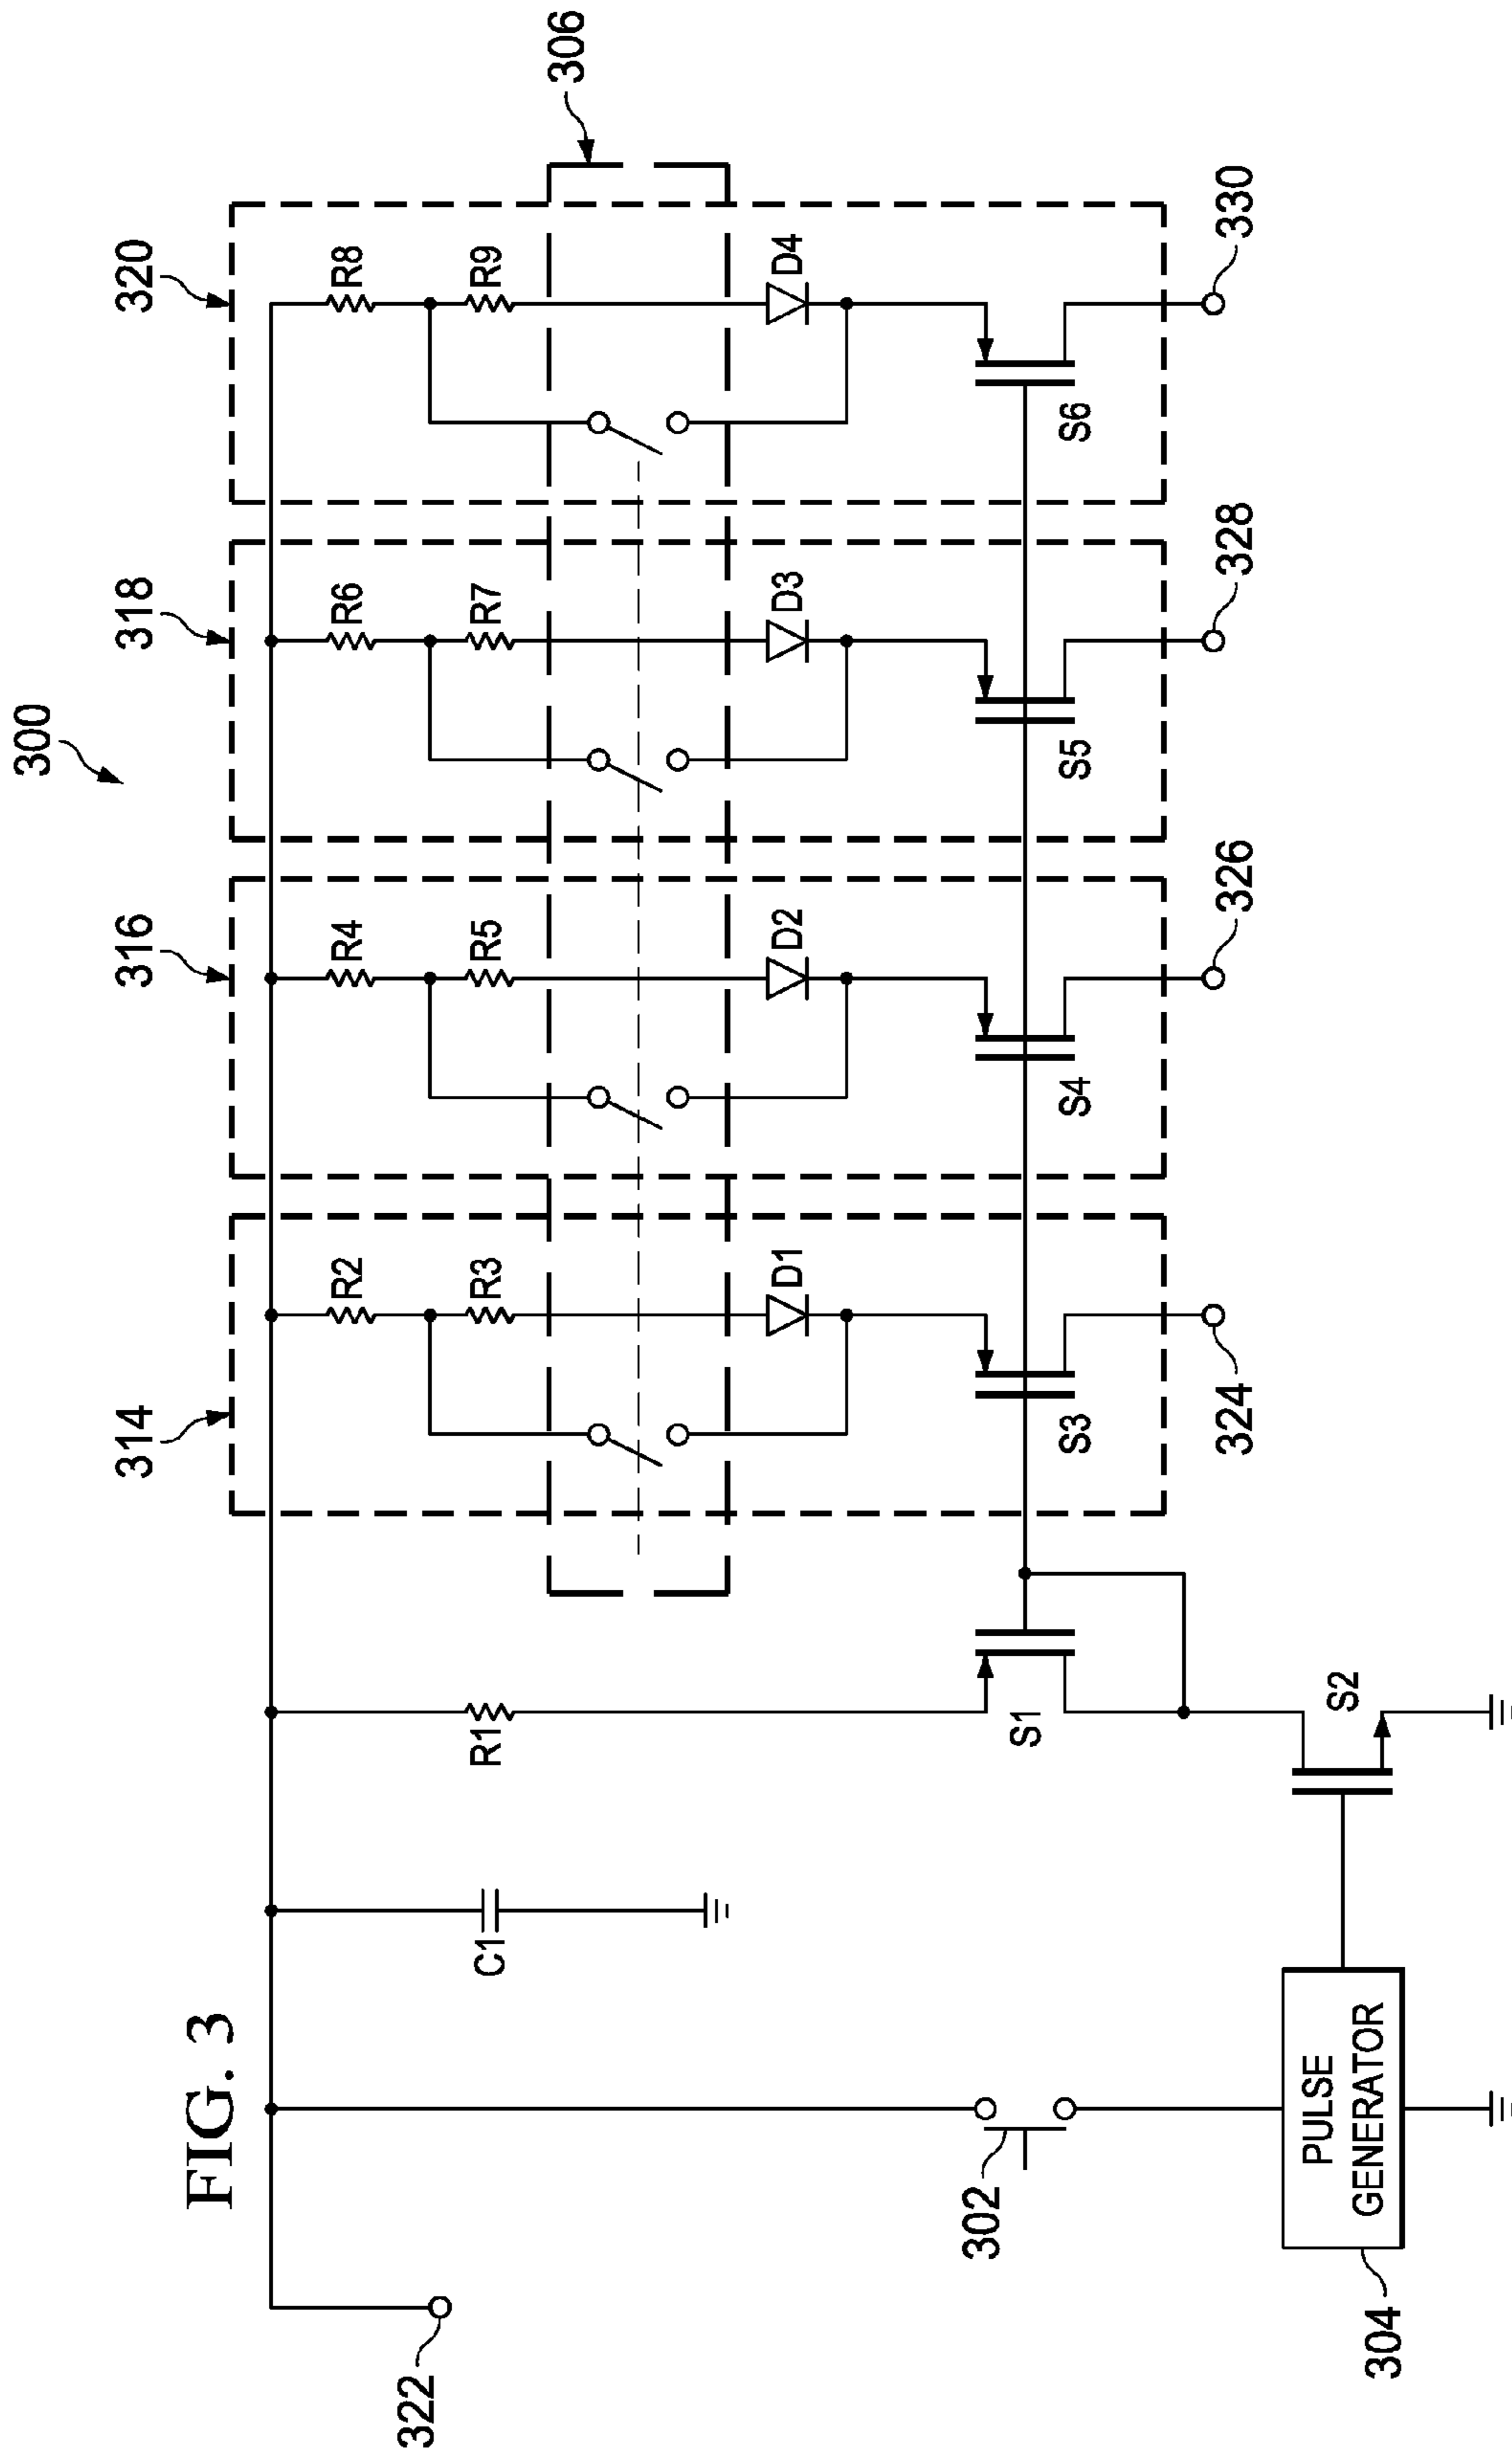 FIG. 3
300
306
314
316
318
320
R2
R4
R6
R8
R3
R5
R7
R9
R1
C1
D1
D2
D3
D4
322
302
S1
S3
S4
S5
S6
324
326
328
330
S2
304
PULSE
GENERATOR